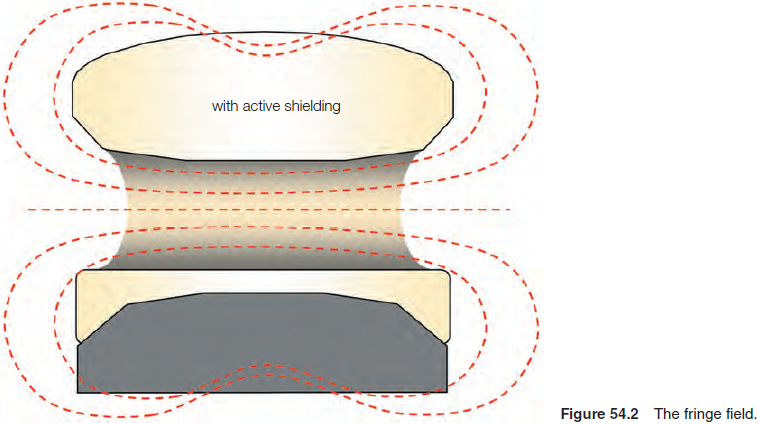 with active shielding
Figure 54.2 The fringe field.